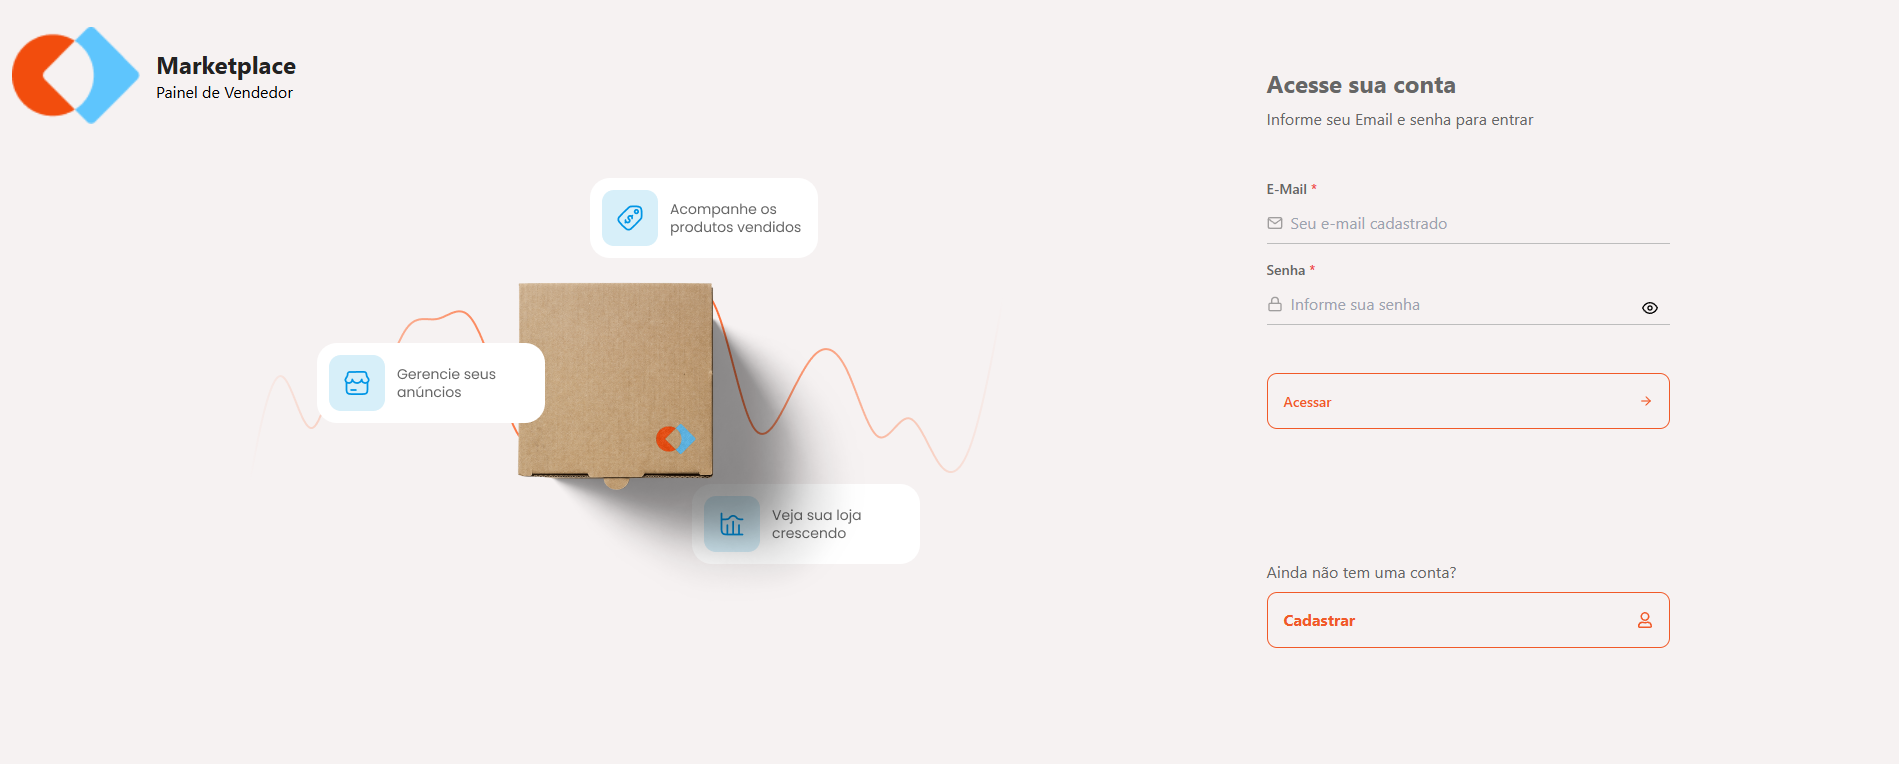 Marketplace
Painel de Vendedor
Acompanhe os
produtos vendidos
Gerencie seus
anúncios
Veja sua loja
crescendo
Acesse sua conta
Informe seu Email e senha para entrar
E-Mail *
Seu e-mail cadastrado
Senha *
Informe sua senha
Acessar
Ainda não tem uma conta?
Cadastrar